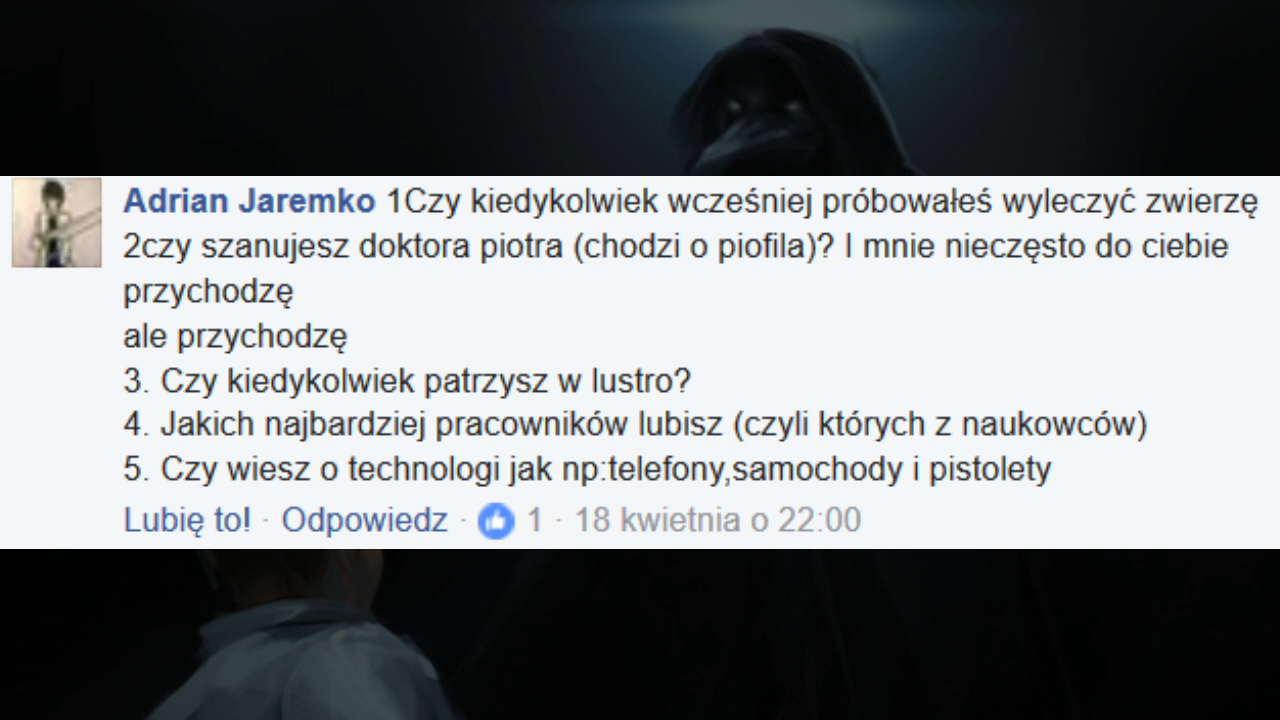 Adrian Jaremko 1Czy kiedykolwiek wcześniej próbowałeś wyleczyć zwierzę
2czy szanujesz doktora piotra (chodzi o piofila)? I mnie nieczęsto do ciebie
przychodzę
ale przychodzę
3. Czy kiedykolwiek patrzysz w lustro?
4. Jakich najbardziej pracowników lubisz (czyli których z naukowców)
5. Czy wiesz o technologi jak np:telefony,samochody i pistolety
Lubię to! · Odpowiedz · 1 · 18 kwietnia o 22:00